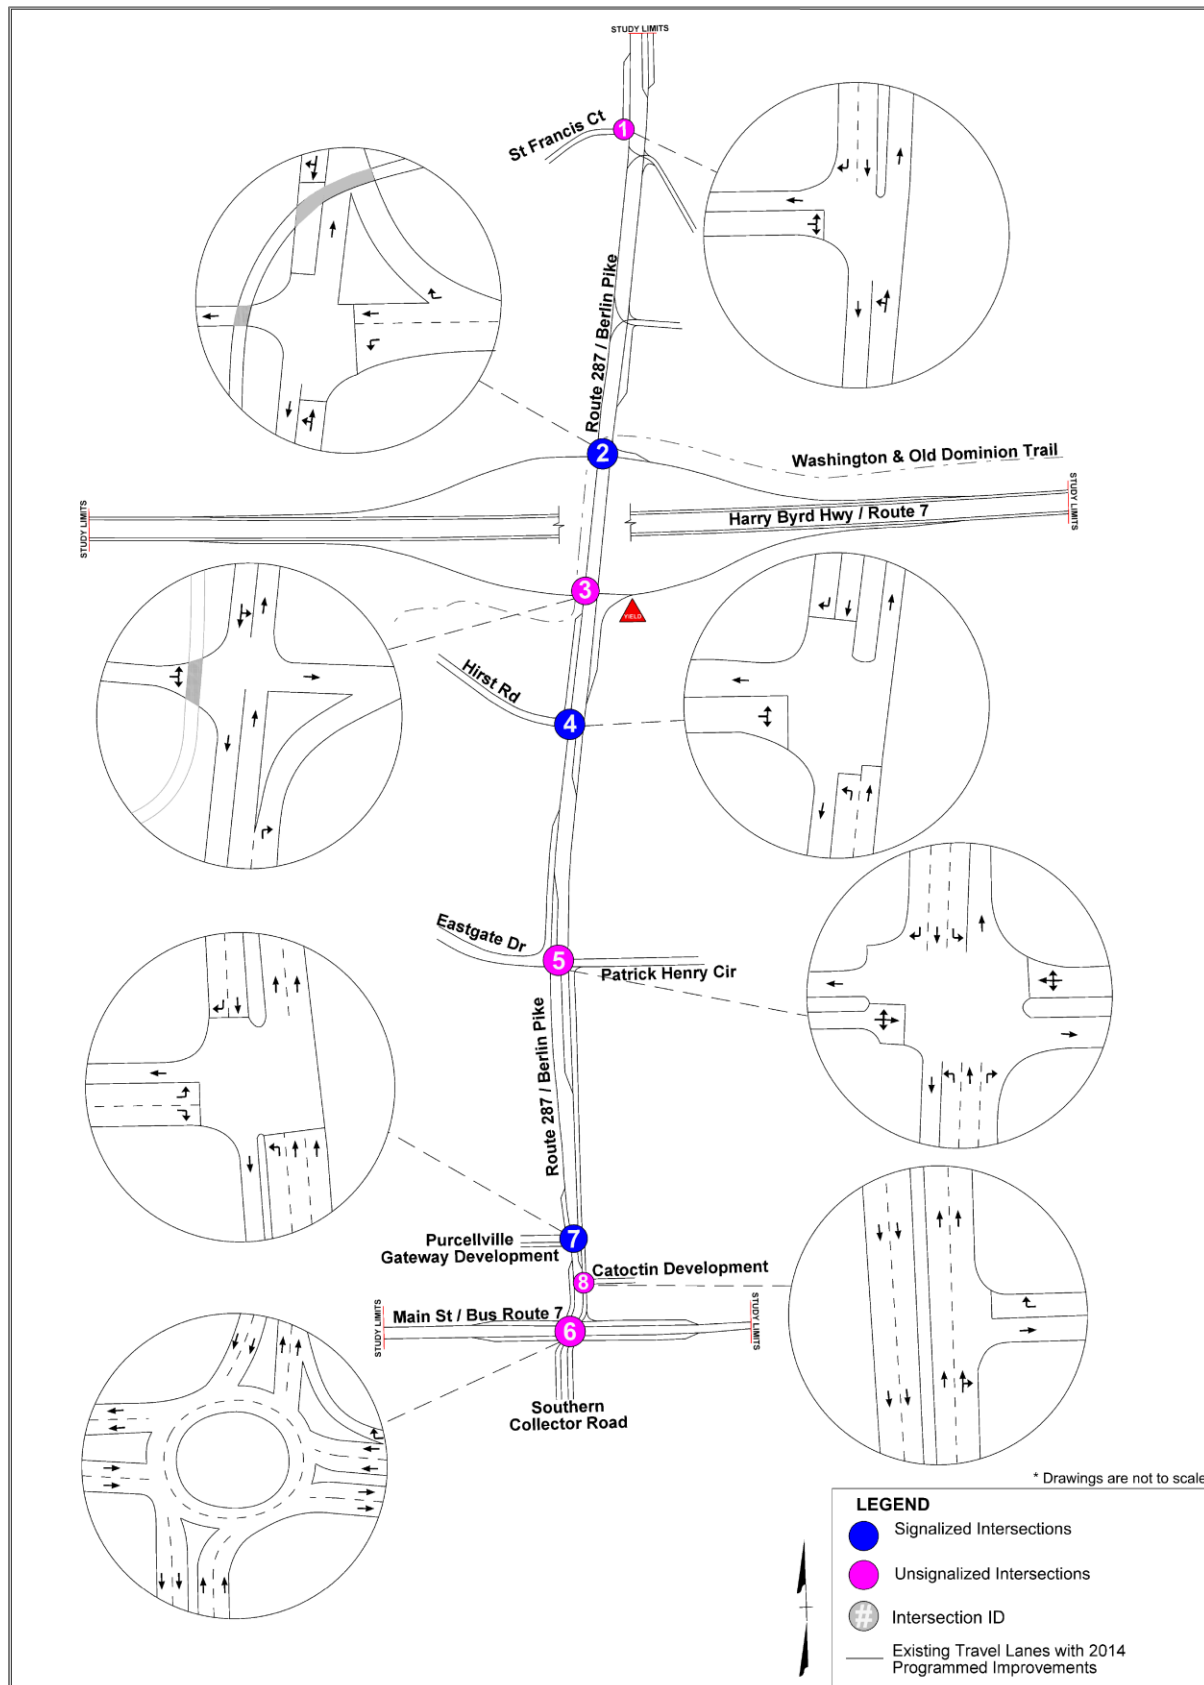 STUDY LIMITS
St Francis Ct
1
Route 287 / Berlin Pike
2
Washington & Old Dominion Trail
STUDY LIMITS
Harry Byrd Hwy / Route 7
STUDY LIMITS
3
YIELD
Hirst Rd
4
Eastgate Dr
5
Patrick Henry Cir
Route 287 / Berlin Pike
Purcellville
Gateway Development
7
Catoctin Development
8
STUDY LIMITS
Main St / Bus Route 7
6
STUDY LIMITS
Southern
Collector Road
* Drawings are not to scale
LEGEND
Signalized Intersections
Unsignalized Intersections
# Intersection ID
Existing Travel Lanes with 2014
Programmed Improvements